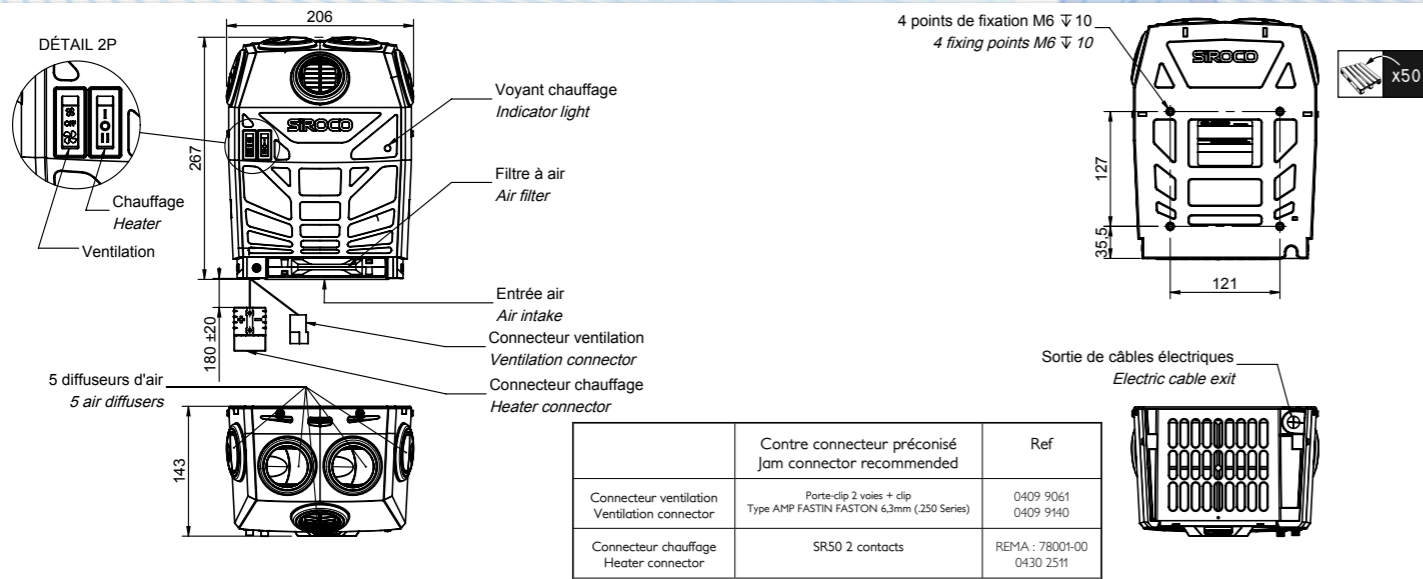 206
DÉTAIL 2P
OFF
I
O
II
Chauffage
Heater
Ventilation
267
SIROCO
Voyant chauffage
Indicator light
Filtre à air
Air filter
Entrée air
Air intake
Connecteur ventilation
Ventilation connector
Connecteur chauffage
Heater connector
180 ±20
+ -
5 diffuseurs d'air
5 air diffusers
143
4 points de fixation M6 ↧ 10
4 fixing points M6 ↧ 10
SIROCO
x50
127
35,5
121
Sortie de câbles électriques
Electric cable exit
Contre connecteur préconisé
Jam connector recommended
Ref
Connecteur ventilation
Ventilation connector
Porte-clip 2 voies + clip
Type AMP FASTIN FASTON 6,3mm (.250 Series)
0409 9061
0409 9140
Connecteur chauffage
Heater connector
SR50 2 contacts
REMA : 78001-00
0430 2511